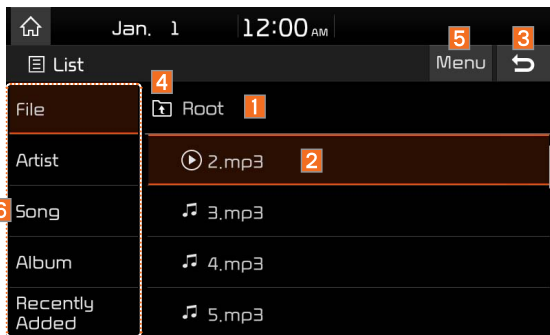 Jan. 1 12:00 AM
5 3
List Menu
4
File Root 1
Artist 2.mp3 2
6 Song 3.mp3
Album 4.mp3
Recently
Added 5.mp3